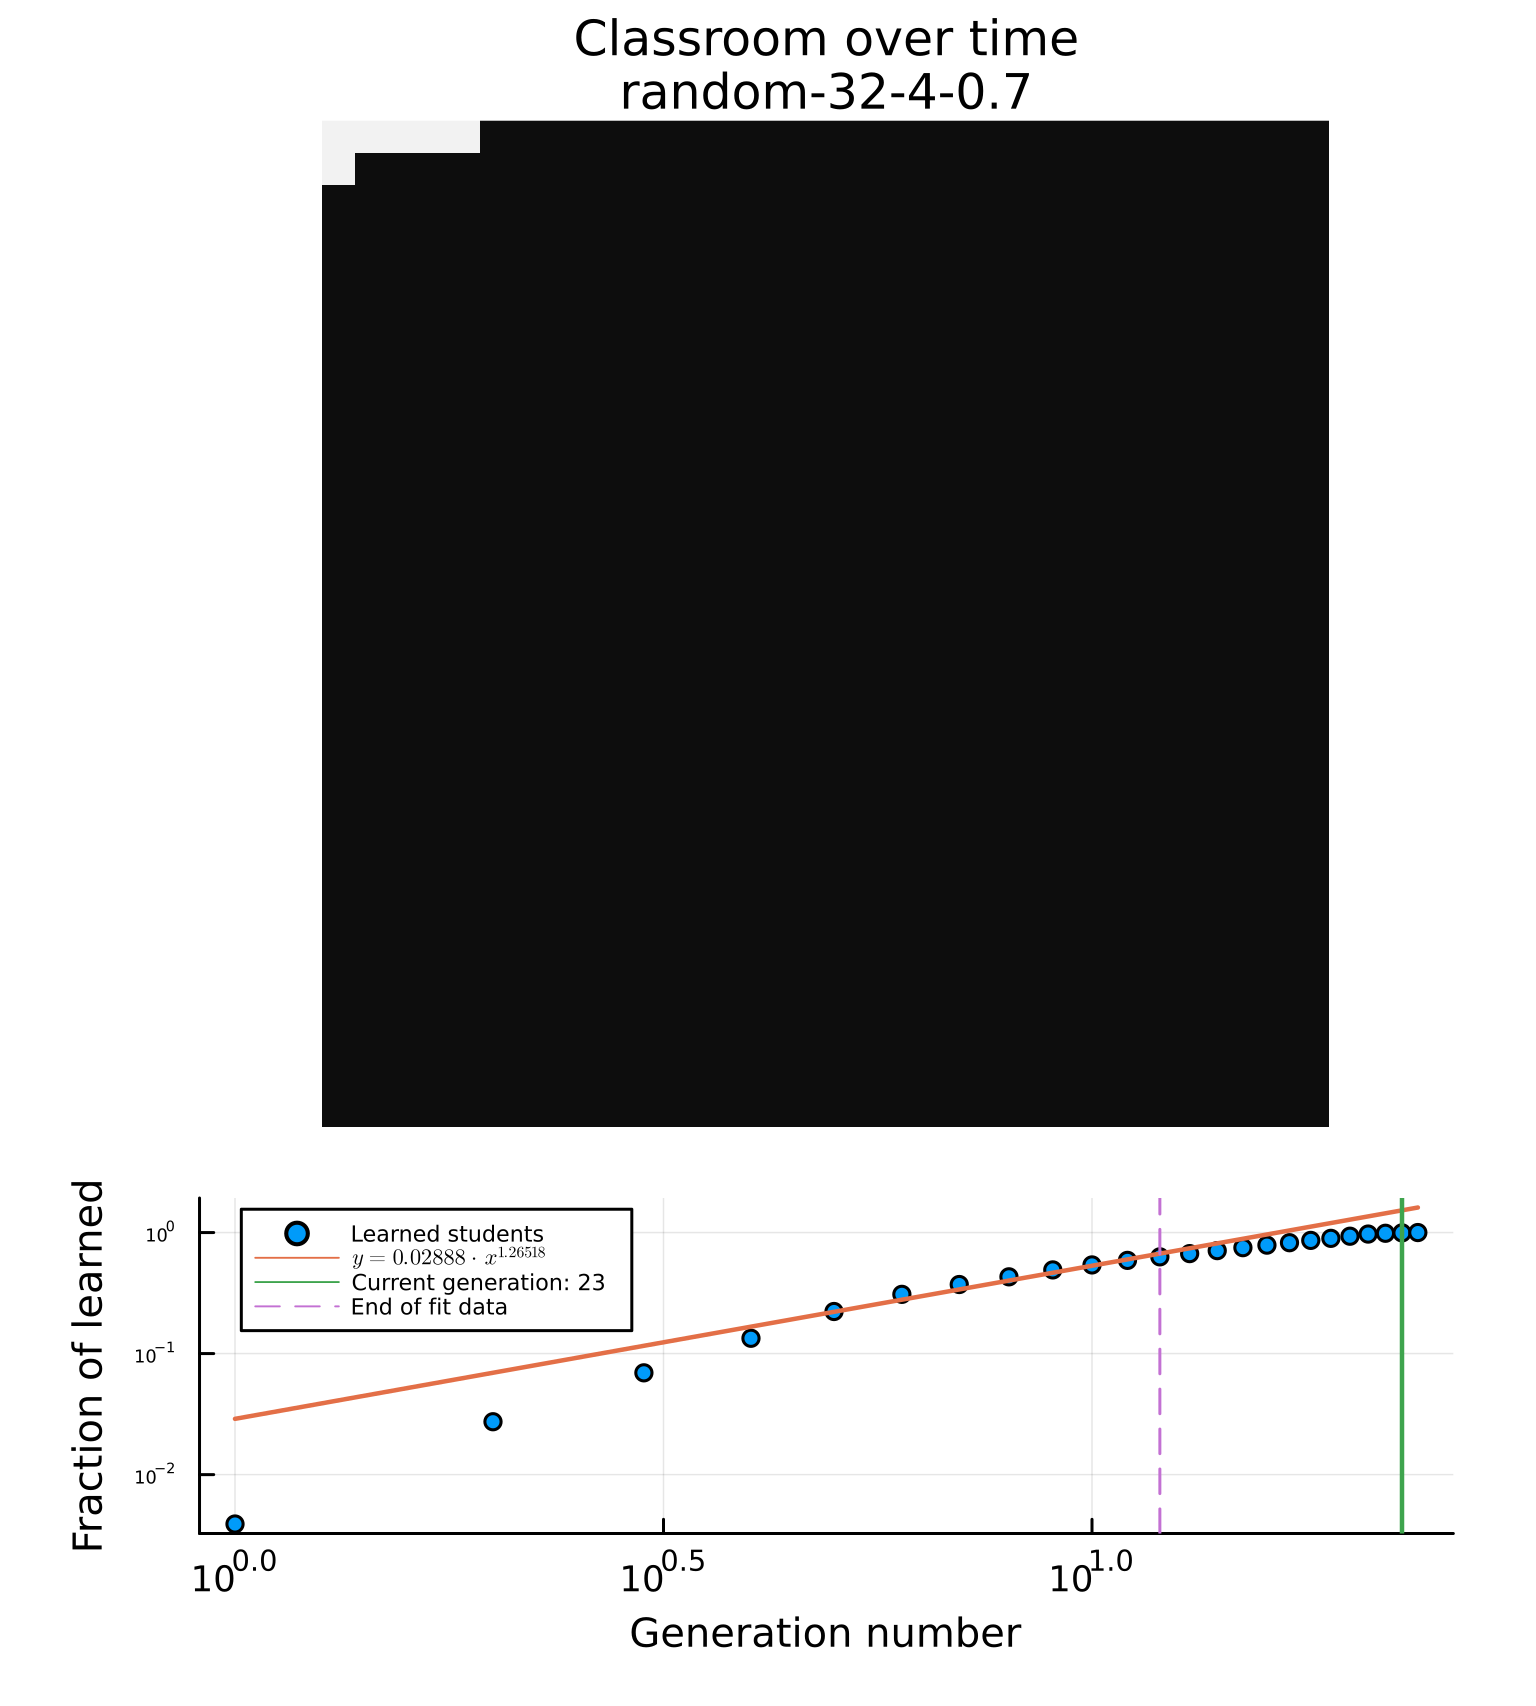 Classroom over time
random-32-4-0.7
Fraction of learned
10⁰
10⁻¹
10⁻²
Learned students
y = 0.02888 · x^1.26518
Current generation: 23
End of fit data
10^0.0
10^0.5
10^1.0
Generation number